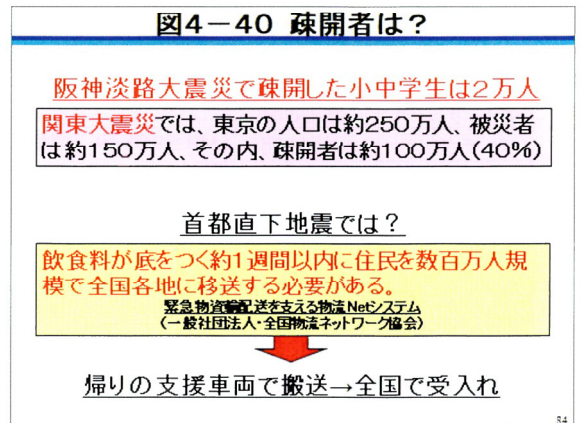 図4－40 疎開者は？
阪神淡路大震災で疎開した小中学生は2万人
関東大震災では、東京の人口は約250万人、被災者
は約150万人、その内、疎開者は約100万人(40%)
首都直下地震では？
飲食料が底をつく約1週間以内に住民を数百万人規
模で全国各地に移送する必要がある。
緊急物資輸配送を支える物流Netシステム
(一般社団法人・全国物流ネットワーク協会)
帰りの支援車両で搬送→全国で受入れ
84